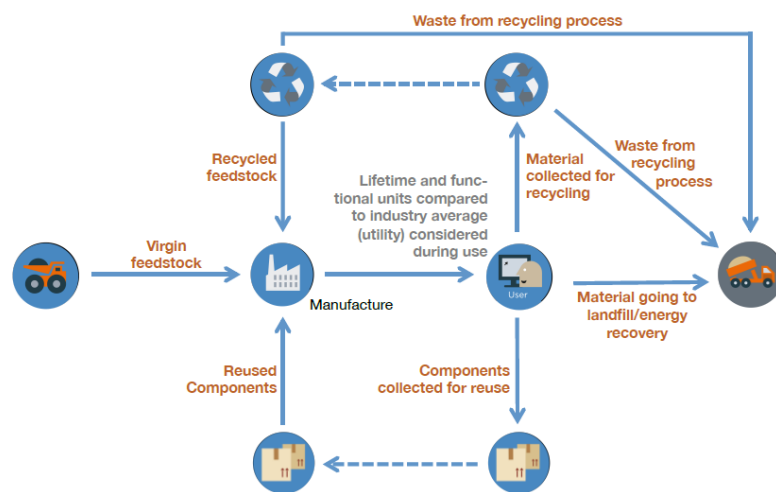 Waste from recycling process
Recycled
feedstock
Lifetime and func-
tional units compared
to industry average
(utility) considered
during use
Material
collected for
recycling
Waste from
recycling
process
Virgin
feedstock
Manufacture
User
Material going to
landfill/energy
recovery
Reused
Components
Components
collected for reuse